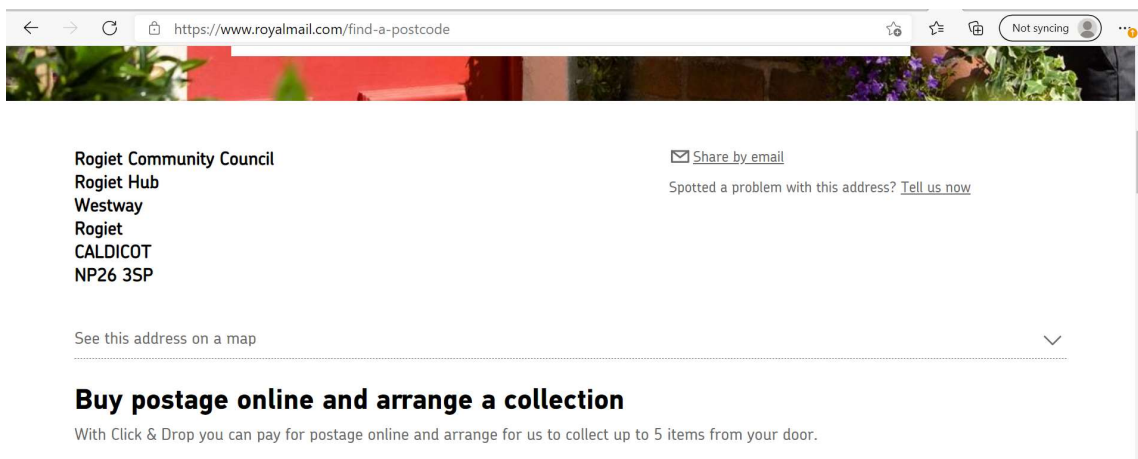 https://www.royalmail.com/find-a-postcode
Not syncing
Rogiet Community Council
Rogiet Hub
Westway
Rogiet
CALDICOT
NP26 3SP
Share by email
Spotted a problem with this address? Tell us now
See this address on a map
Buy postage online and arrange a collection
With Click & Drop you can pay for postage online and arrange for us to collect up to 5 items from your door.